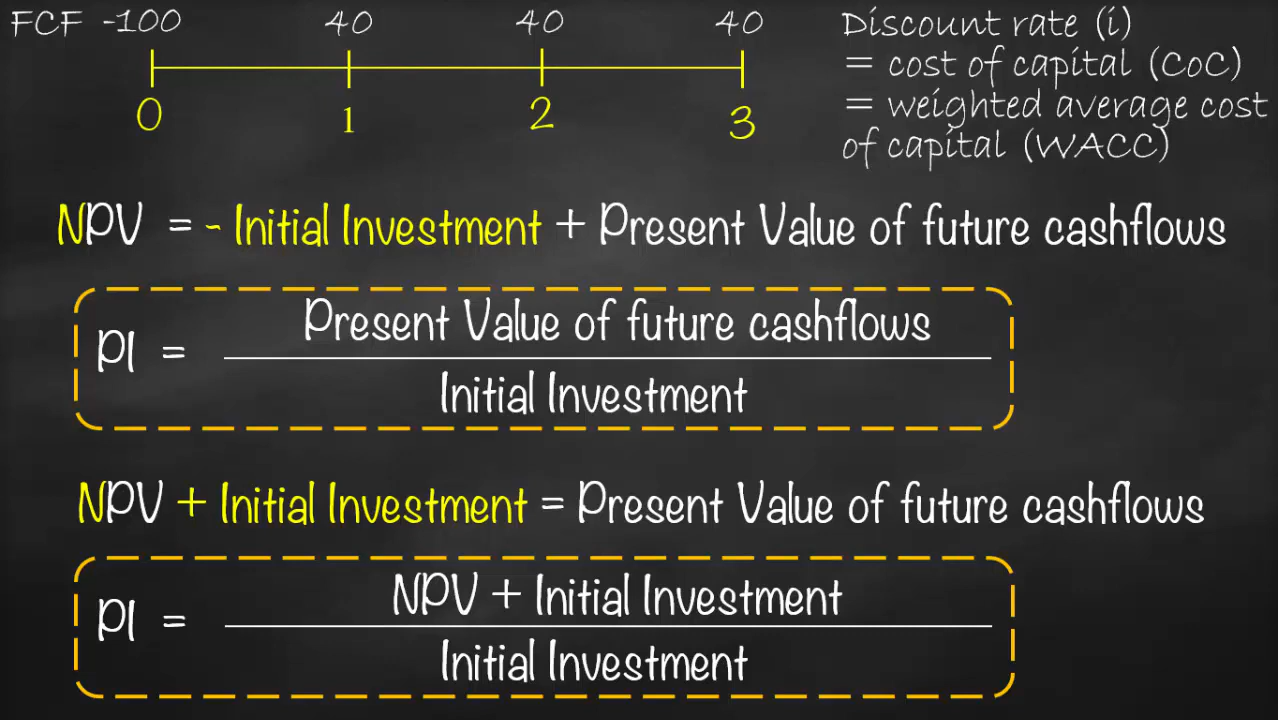 FCF -100 40 40 40
0 1 2 3
Discount rate (i)
= cost of capital (CoC)
= weighted average cost
of capital (WACC)
NPV = - Initial Investment + Present Value of future cashflows
PI =
Present Value of future cashflows
Initial Investment
NPV + Initial Investment = Present Value of future cashflows
PI =
NPV + Initial Investment
Initial Investment